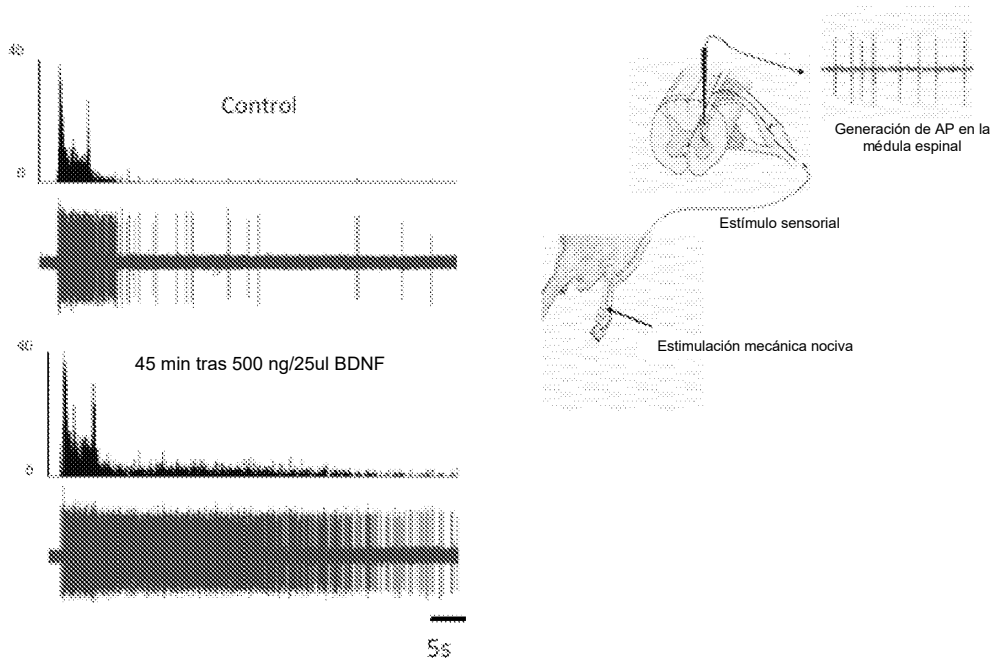 40
Control
0
45 min tras 500 ng/25ul BDNF
40
0
5s
Generación de AP en la
médula espinal
Estímulo sensorial
Estimulación mecánica nociva